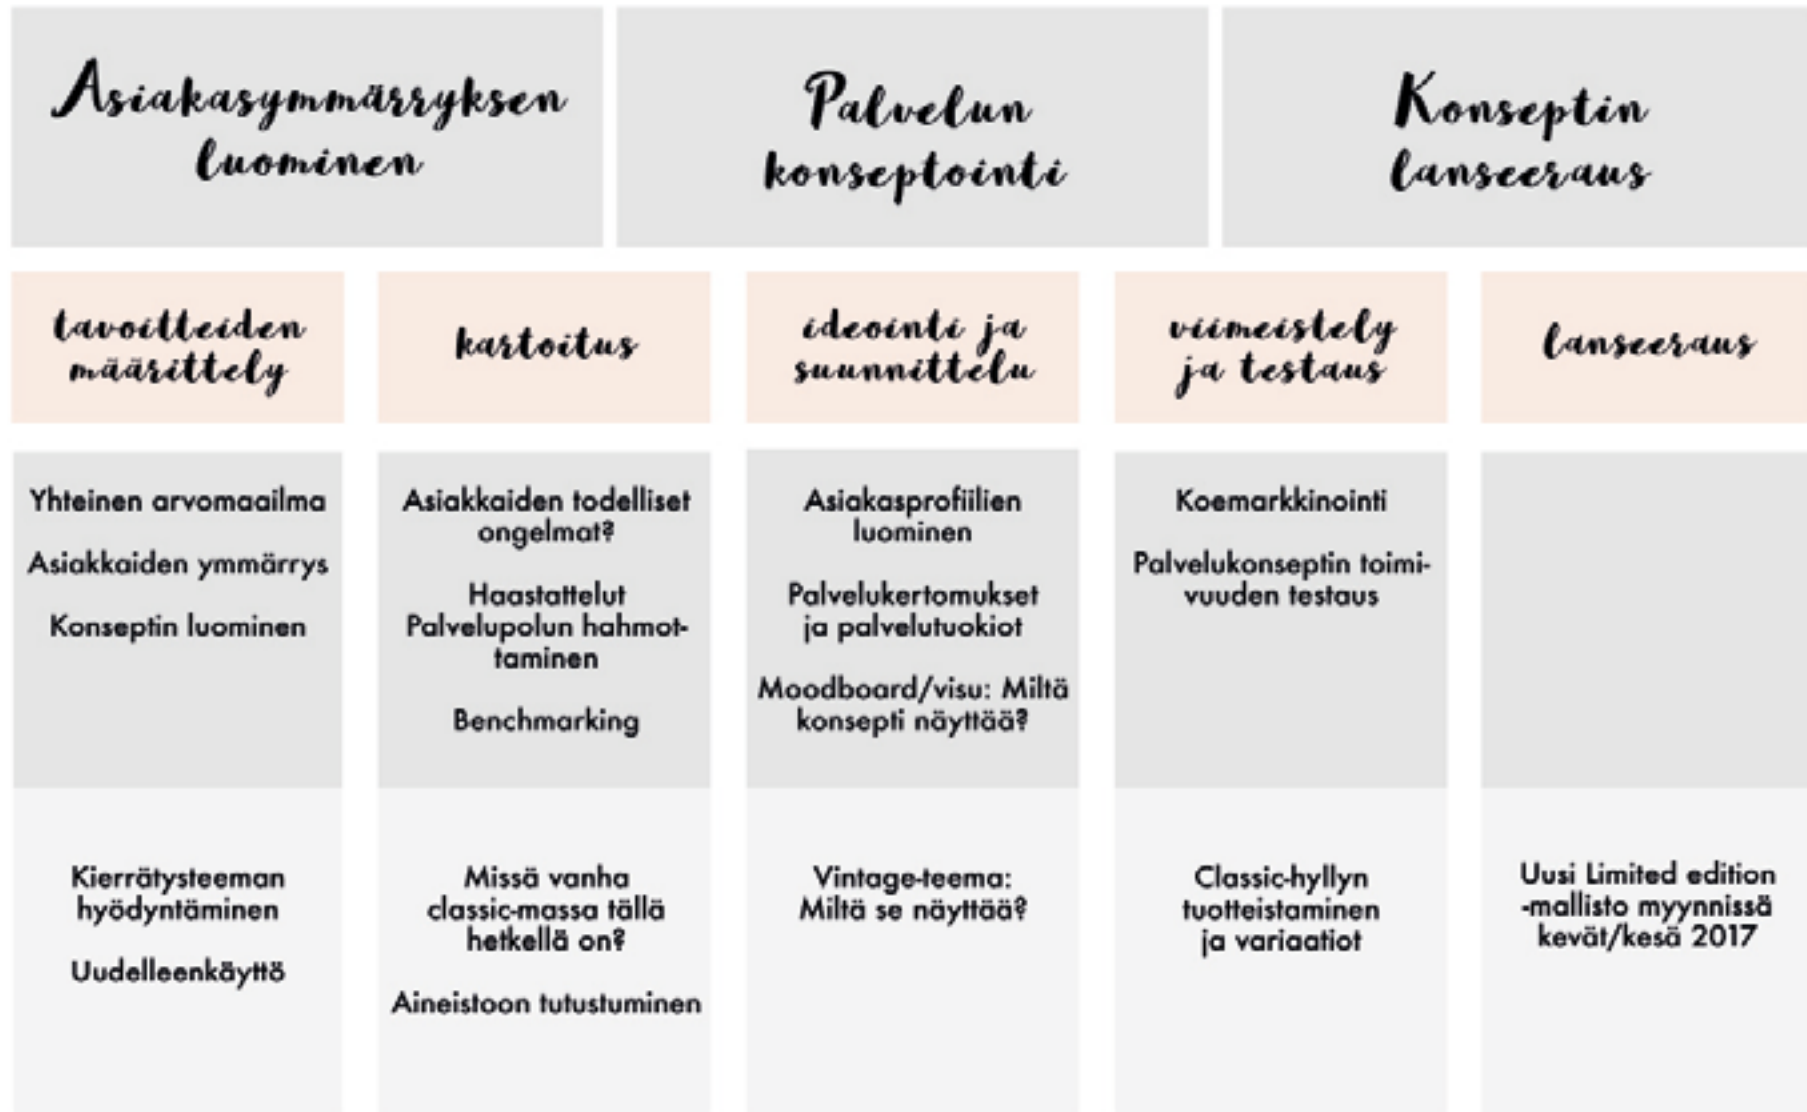 Asiakasymmärryksen
luominen
Palvelun
konseptointi
Konseptin
lanseeraus
tavoitteiden
määrittely
kartoitus
ideointi ja
suunnittelu
viimeistely
ja testaus
lanseeraus
Yhteinen arvomaailma
Asiakkaiden ymmärrys
Konseptin luominen
Asiakkaiden todelliset
ongelmat?
Haastattelut
Palvelupolun hahmot-
taminen
Benchmarking
Asiakasprofiilien
luominen
Palvelukertomukset
ja palvelutuokiot
Moodboard/visu: Miltä
konsepti näyttää?
Koemarkkinointi
Palvelukonseptin toimi-
vuuden testaus
Kierrätysteeman
hyödyntäminen
Uudelleenkäyttö
Missä vanha
classic-massa tällä
hetkellä on?
Aineistoon tutustuminen
Vintage-teema:
Miltä se näyttää?
Classic-hyllyn
tuotteistaminen
ja variaatiot
Uusi Limited edition
-mallisto myynnissä
kevät/kesä 2017